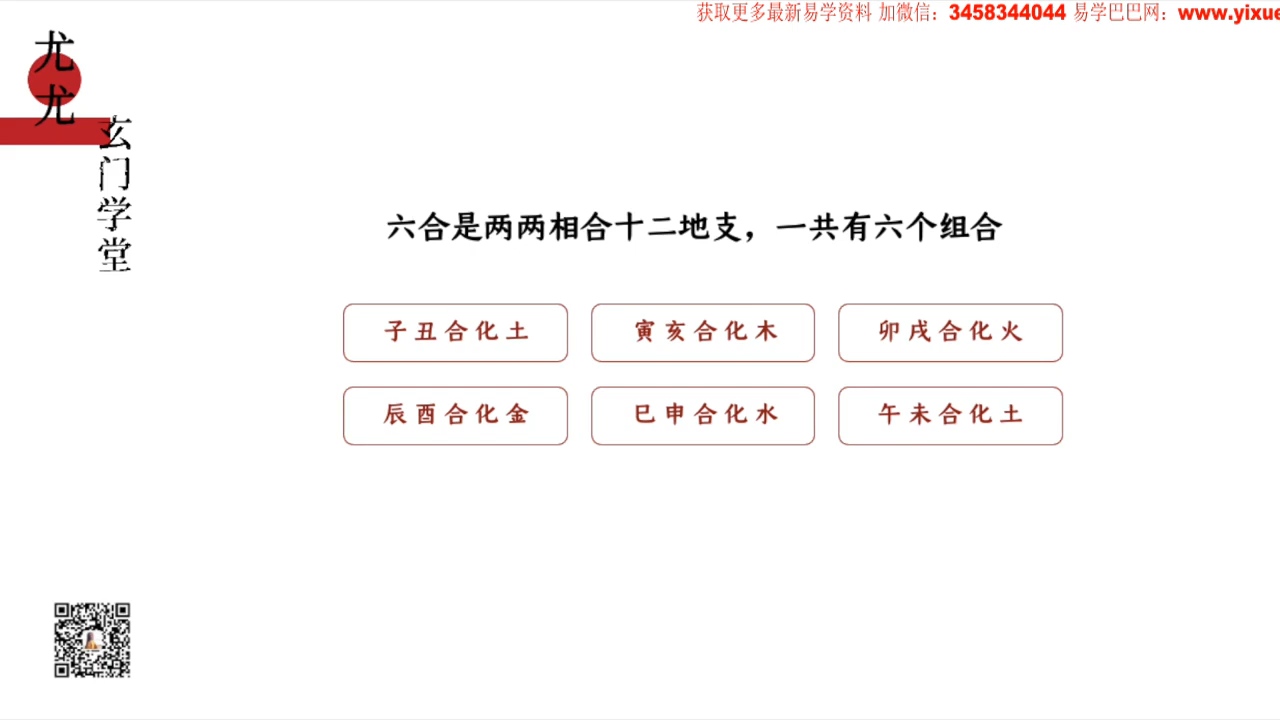 获取更多最新易学资料 加微信：3458344044 易学巴巴网：www.yixue
尤尤
玄门学堂
六合是两两相合十二地支，一共有六个组合
子丑合化土
寅亥合化木
卯戌合化火
辰酉合化金
巳申合化水
午未合化土